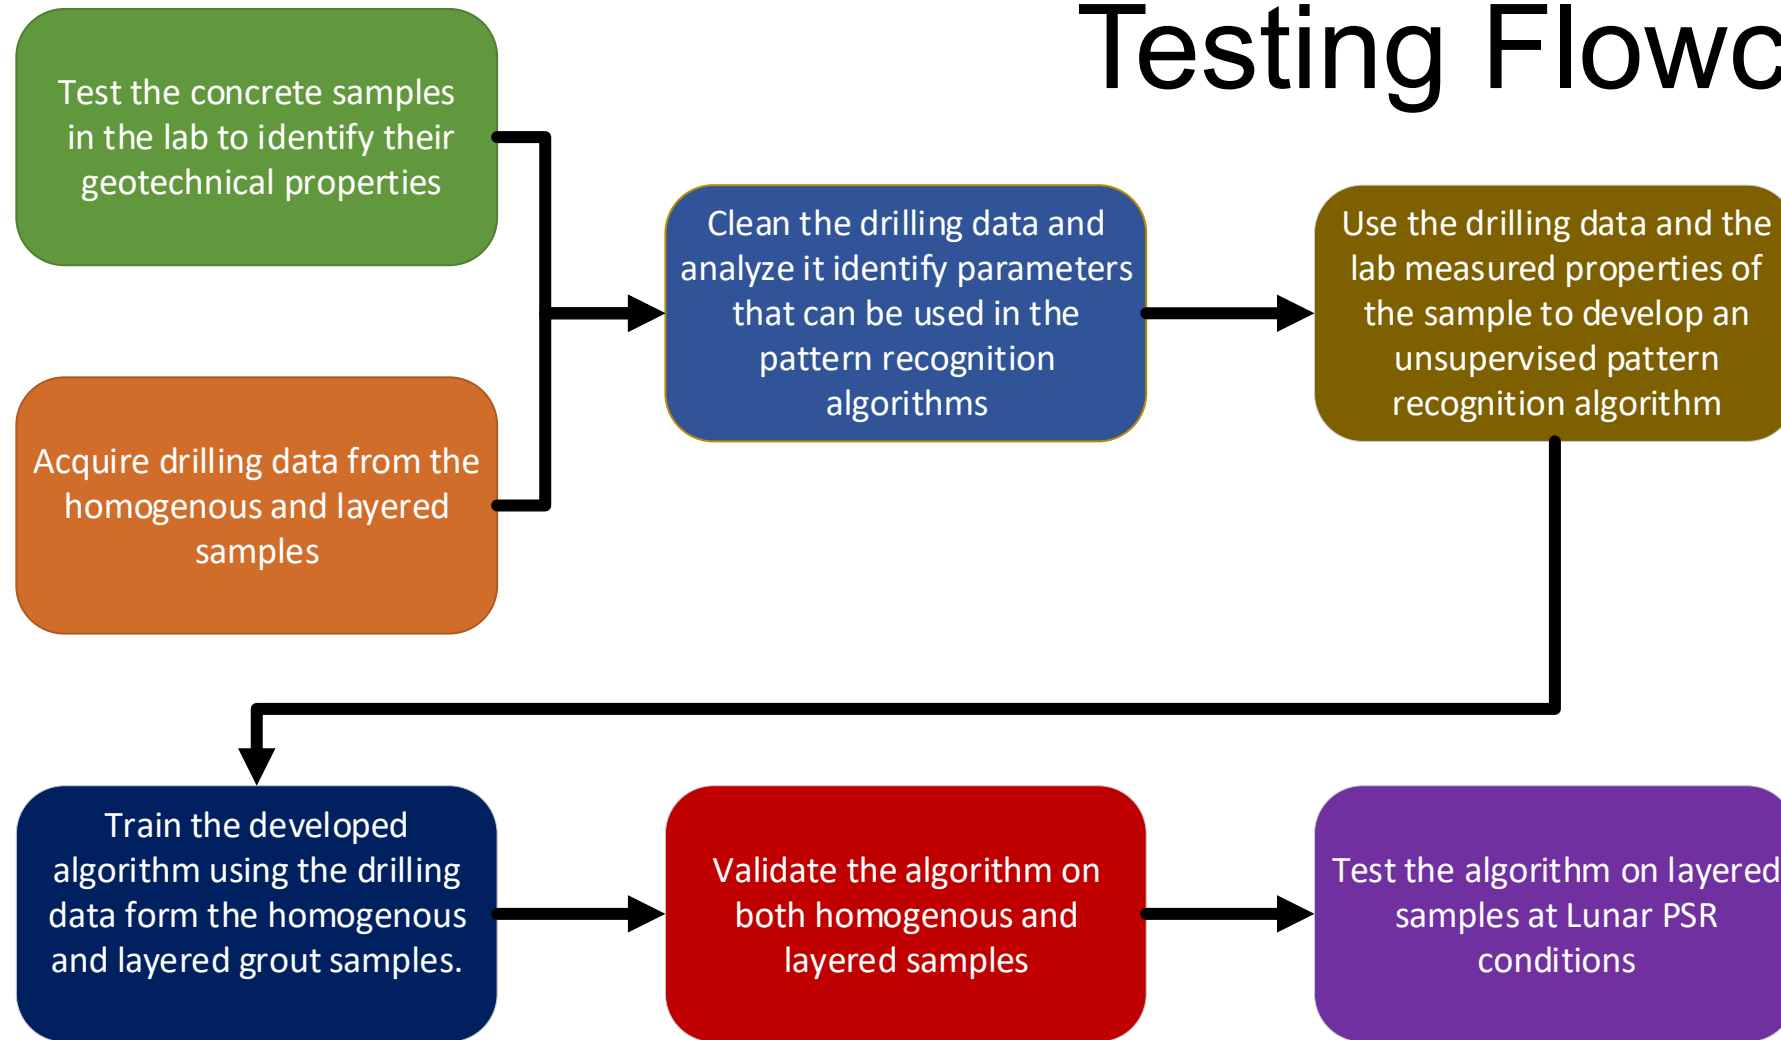 Testing Flowc
Test the concrete samples
in the lab to identify their
geotechnical properties
Acquire drilling data from the
homogenous and layered
samples
Clean the drilling data and
analyze it identify parameters
that can be used in the
pattern recognition
algorithms
Use the drilling data and the
lab measured properties of
the sample to develop an
unsupervised pattern
recognition algorithm
Train the developed
algorithm using the drilling
data form the homogenous
and layered grout samples.
Validate the algorithm on
both homogenous and
layered samples
Test the algorithm on layered
samples at Lunar PSR
conditions